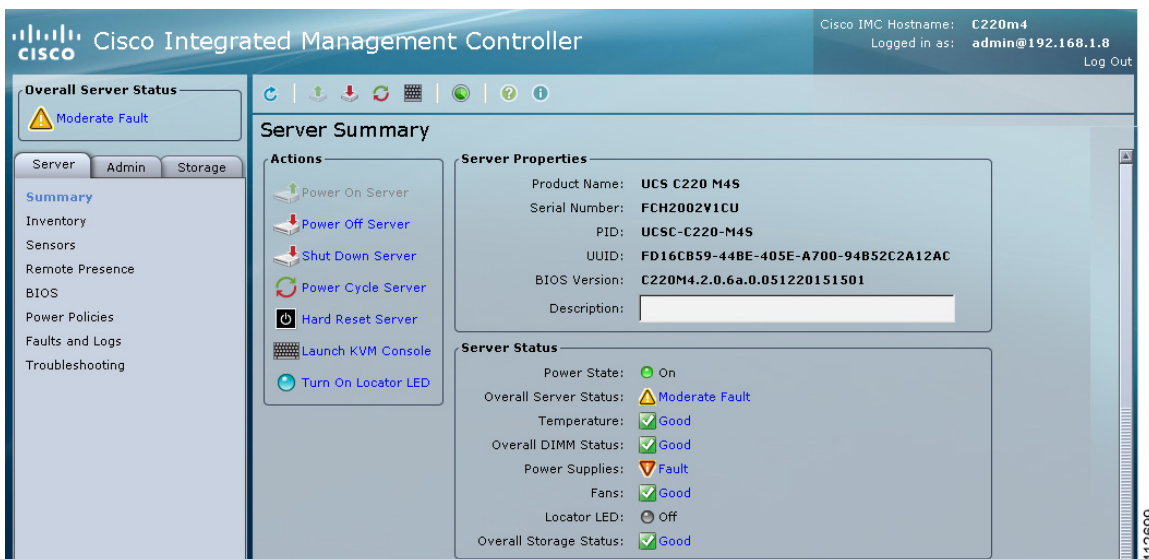 Cisco IMC Hostname: C220m4
CISCO Cisco Integrated Management Controller
Logged in as: admin@192.168.1.8
Log Out
Overall Server Status
Moderate Fault
Server Admin Storage
Summary
Inventory
Sensors
Remote Presence
BIOS
Power Policies
Faults and Logs
Troubleshooting
Server Summary
Actions
Power On Server
Power Off Server
Shut Down Server
Power Cycle Server
Hard Reset Server
Launch KVM Console
Turn On Locator LED
Server Properties
Product Name: UCS C220 M4S
Serial Number: FCH2002V1CU
PID: UCSC-C220-M4S
UUID: FD16CB59-44BE-405E-A700-94B52C2A12AC
BIOS Version: C220M4.2.0.6a.0.051220151501
Description:
Server Status
Power State: On
Overall Server Status: Moderate Fault
Temperature: Good
Overall DIMM Status: Good
Power Supplies: Fault
Fans: Good
Locator LED: Off
Overall Storage Status: Good